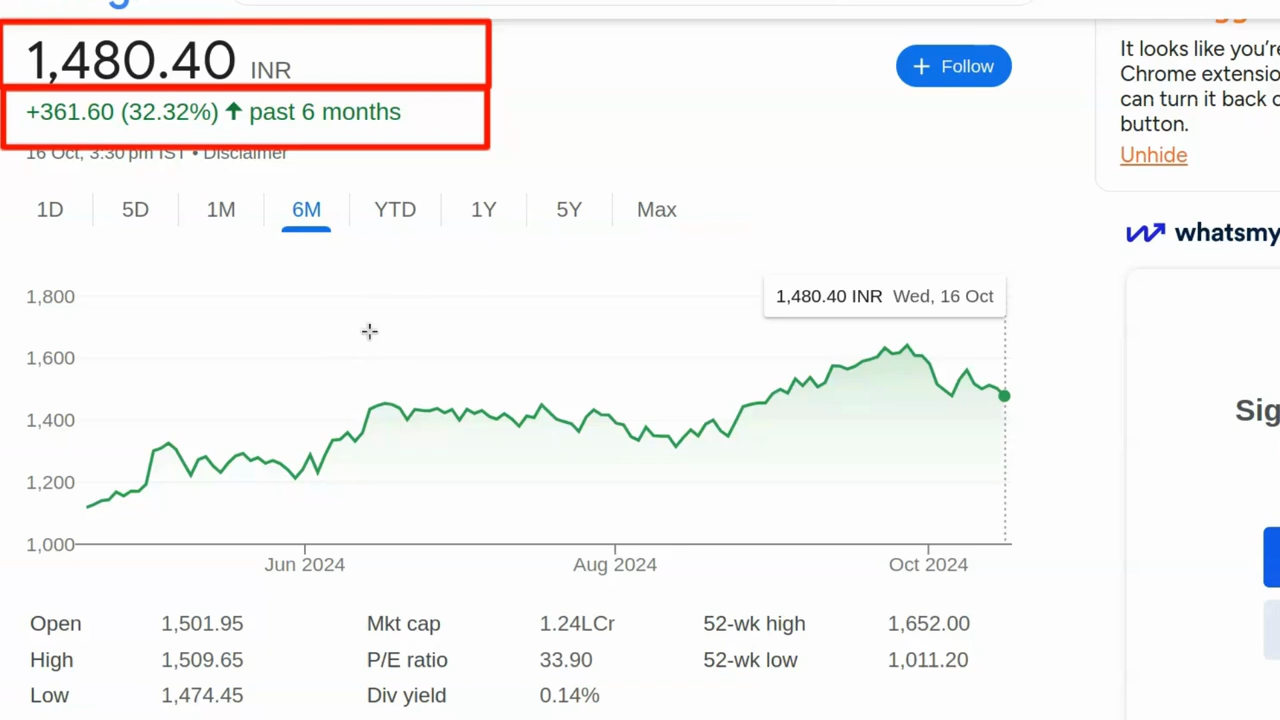 1,480.40 INR
+ Follow
+361.60 (32.32%) ↑ past 6 months
16 Oct, 3:30 pm IST • Disclaimer
1D 5D 1M 6M YTD 1Y 5Y Max
1,480.40 INR Wed, 16 Oct
1,800
1,600
1,400
1,200
1,000
Jun 2024 Aug 2024 Oct 2024
Open 1,501.95 Mkt cap 1.24LCr 52-wk high 1,652.00
High 1,509.65 P/E ratio 33.90 52-wk low 1,011.20
Low 1,474.45 Div yield 0.14%
It looks like you're
Chrome extensio
can turn it back o
button.
Unhide
whatsmy
Sig